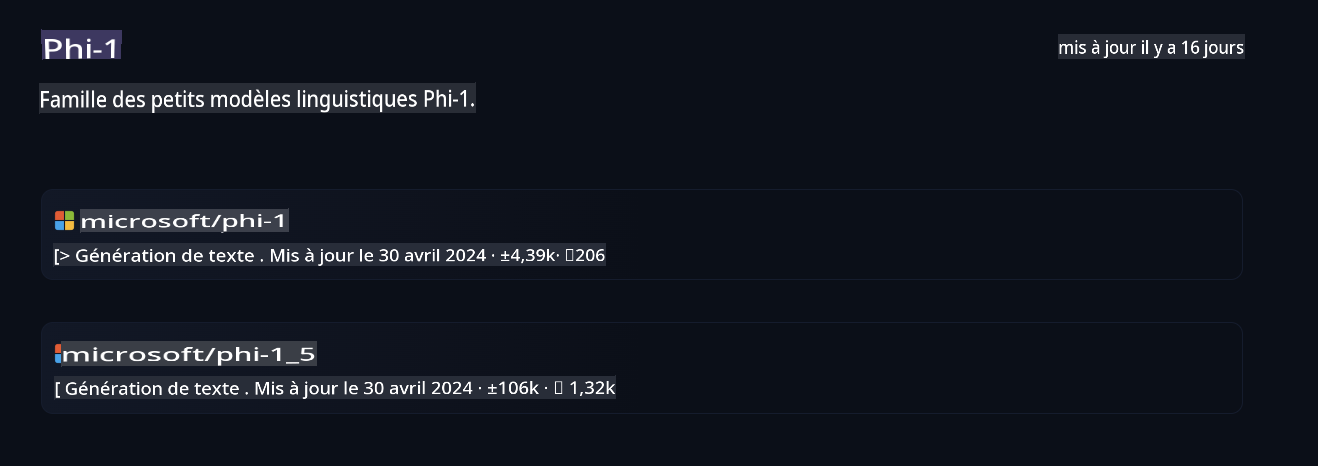 Phi-1
mis à jour il y a 16 jours
Famille des petits modèles linguistiques Phi-1.
microsoft/phi-1
[> Génération de texte . Mis à jour le 30 avril 2024 · ±4,39k· ▯206
microsoft/phi-1_5
[ Génération de texte . Mis à jour le 30 avril 2024 · ±106k · ▯ 1,32k